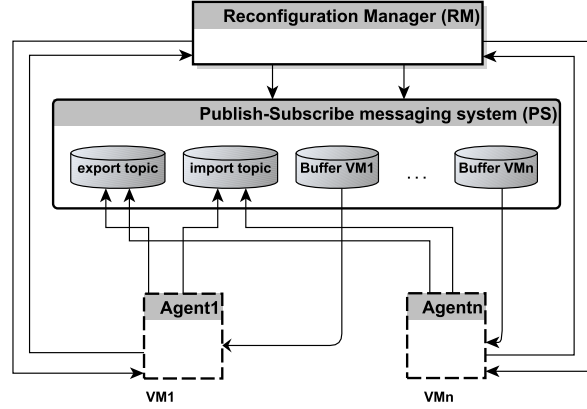 Reconfiguration Manager (RM)
Publish-Subscribe messaging system (PS)
export topic
import topic
Buffer VM1
...
Buffer VMn
Agent1
Agentn
VM1
VMn